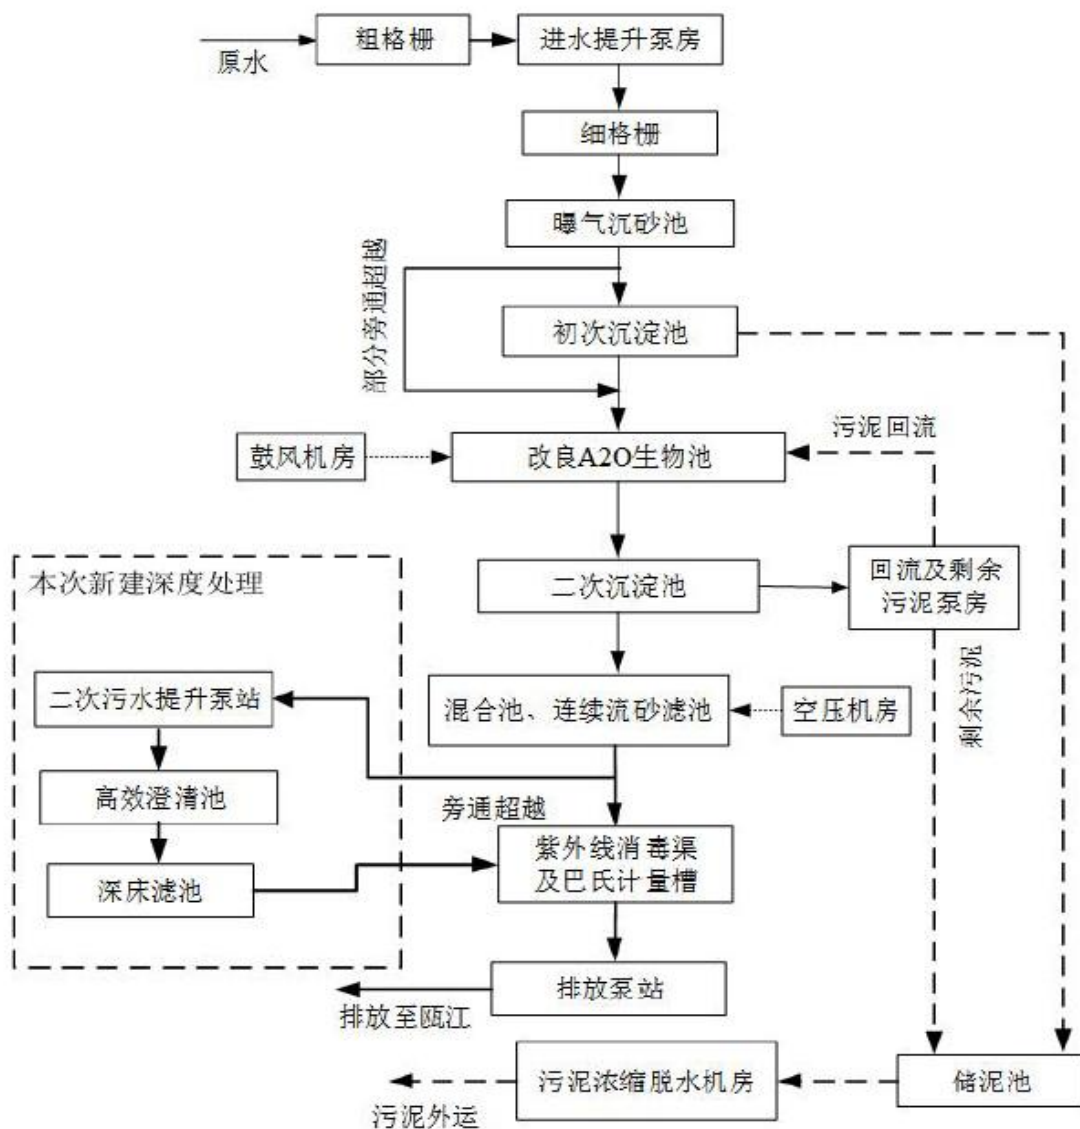 粗格栅
进水提升泵房
原水
细格栅
曝气沉砂池
部分旁通超越
初次沉淀池
污泥回流
鼓风机房
改良A2O生物池
本次新建深度处理
二次沉淀池
回流及剩余
污泥泵房
二次污水提升泵站
混合池、连续流砂滤池
空压机房
剩余污泥
高效澄清池
旁通超越
紫外线消毒渠
及巴氏计量槽
深床滤池
排放泵站
排放至瓯江
污泥浓缩脱水机房
储泥池
污泥外运